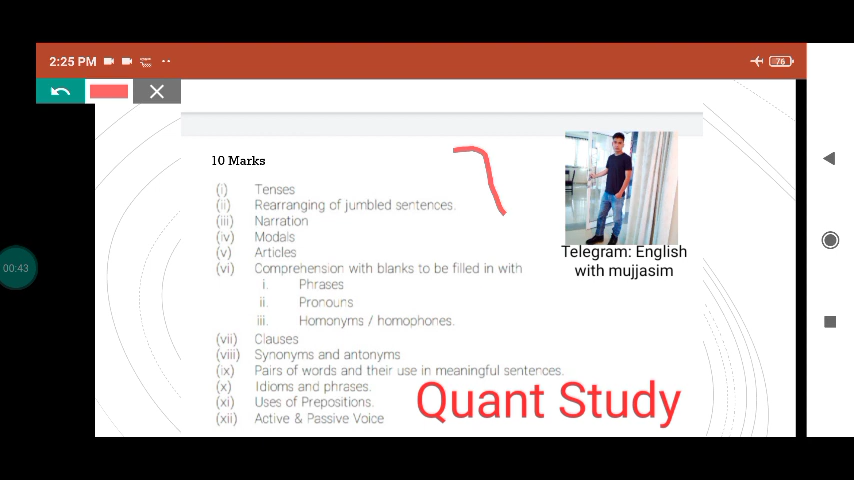 2:25 PM
76
10 Marks
(i) Tenses
(ii) Rearranging of jumbled sentences.
(iii) Narration
(iv) Modals
(v) Articles
(vi) Comprehension with blanks to be filled in with
i. Phrases
ii. Pronouns
iii. Homonyms / homophones.
(vii) Clauses
(viii) Synonyms and antonyms
(ix) Pairs of words and their use in meaningful sentences.
(x) Idioms and phrases.
(xi) Uses of Prepositions.
(xii) Active & Passive Voice
Telegram: English
with mujjasim
00:43
Quant Study